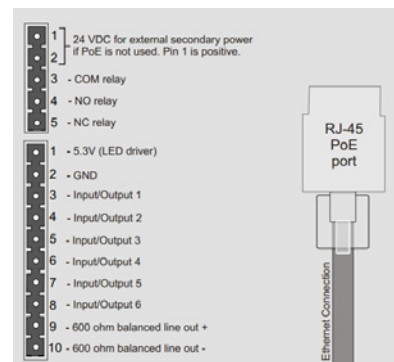 1
2
24 VDC for external secondary power
if PoE is not used. Pin 1 is positive.
3 - COM relay
4 - NO relay
5 - NC relay
1 - 5.3V (LED driver)
2 - GND
3 - Input/Output 1
4 - Input/Output 2
5 - Input/Output 3
6 - Input/Output 4
7 - Input/Output 5
8 - Input/Output 6
9 - 600 ohm balanced line out +
10 - 600 ohm balanced line out -
RJ-45
PoE
port
Ethernet Connection